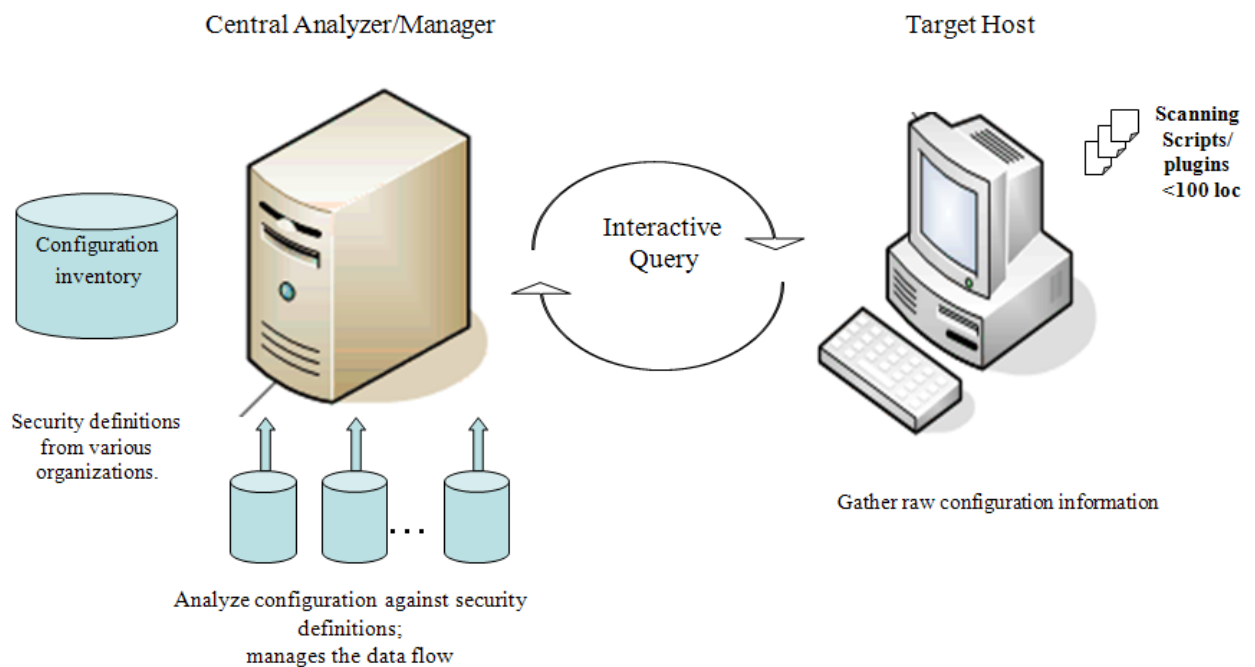 Central Analyzer/Manager
Target Host
Scanning
Scripts/
plugins
<100 loc
Configuration
inventory
Interactive
Query
Security definitions
from various
organizations.
...
Gather raw configuration information
Analyze configuration against security
definitions;
manages the data flow